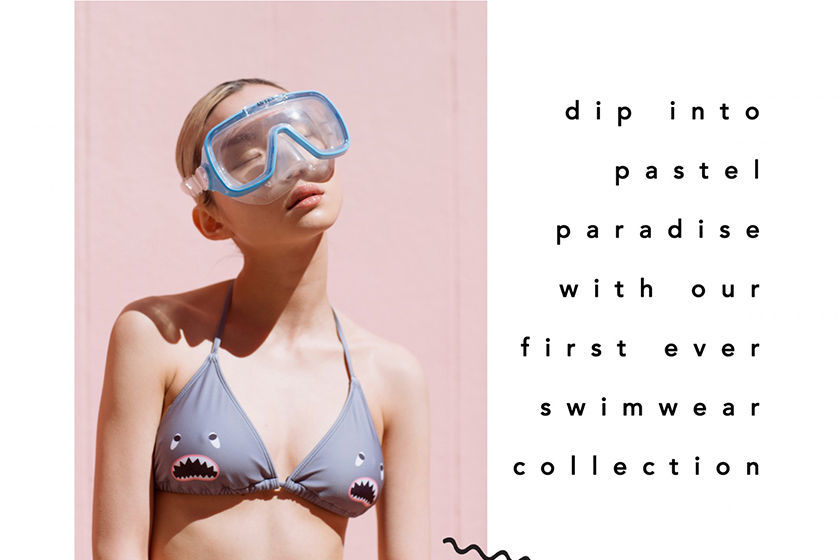 dip into
pastel
paradise
with our
first ever
swimwear
collection